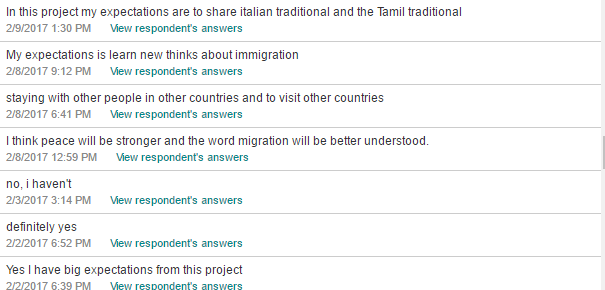 In this project my expectations are to share italian traditional and the Tamil traditional
2/9/2017 1:30 PM View respondent's answers
My expectations is learn new thinks about immigration
2/8/2017 9:12 PM View respondent's answers
staying with other people in other countries and to visit other countries
2/8/2017 6:41 PM View respondent's answers
I think peace will be stronger and the word migration will be better understood.
2/8/2017 12:59 PM View respondent's answers
no, i haven't
2/3/2017 3:14 PM View respondent's answers
definitely yes
2/2/2017 6:52 PM View respondent's answers
Yes I have big expectations from this project
2/2/2017 6:39 PM View respondent's answers